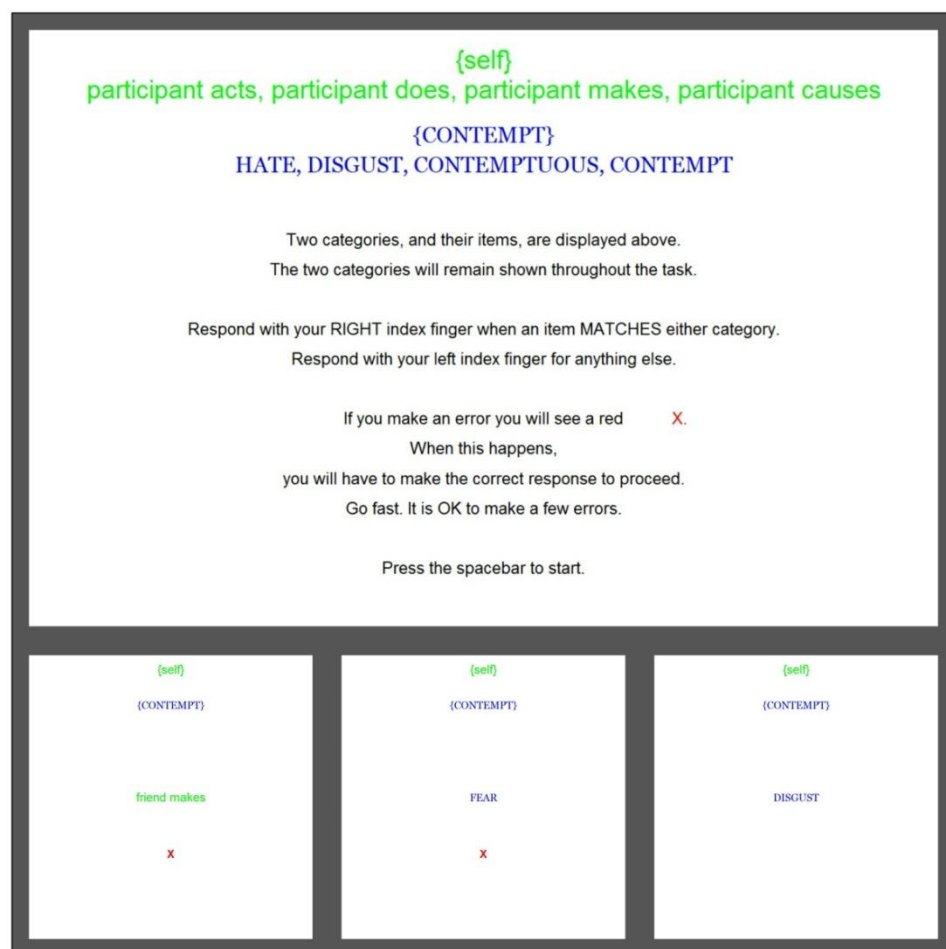 {self}
participant acts, participant does, participant makes, participant causes
{CONTEMPT}
HATE, DISGUST, CONTEMPTUOUS, CONTEMPT
Two categories, and their items, are displayed above.
The two categories will remain shown throughout the task.
Respond with your RIGHT index finger when an item MATCHES either category.
Respond with your left index finger for anything else.
If you make an error you will see a red X.
When this happens,
you will have to make the correct response to proceed.
Go fast. It is OK to make a few errors.
Press the spacebar to start.
{self}
{CONTEMPT}
friend makes
X
{self}
{CONTEMPT}
FEAR
X
{self}
{CONTEMPT}
DISGUST